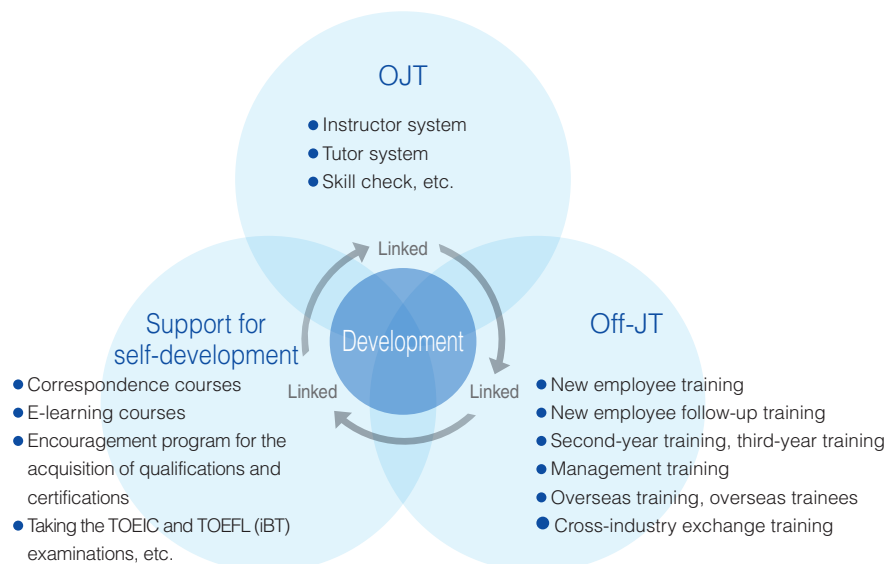 OJT
● Instructor system
● Tutor system
● Skill check, etc.
Linked
Development
Linked
Linked
Support for
self-development
● Correspondence courses
● E-learning courses
● Encouragement program for the
acquisition of qualifications and
certifications
● Taking the TOEIC and TOEFL (iBT)
examinations, etc.
Off-JT
● New employee training
● New employee follow-up training
● Second-year training, third-year training
● Management training
● Overseas training, overseas trainees
● Cross-industry exchange training